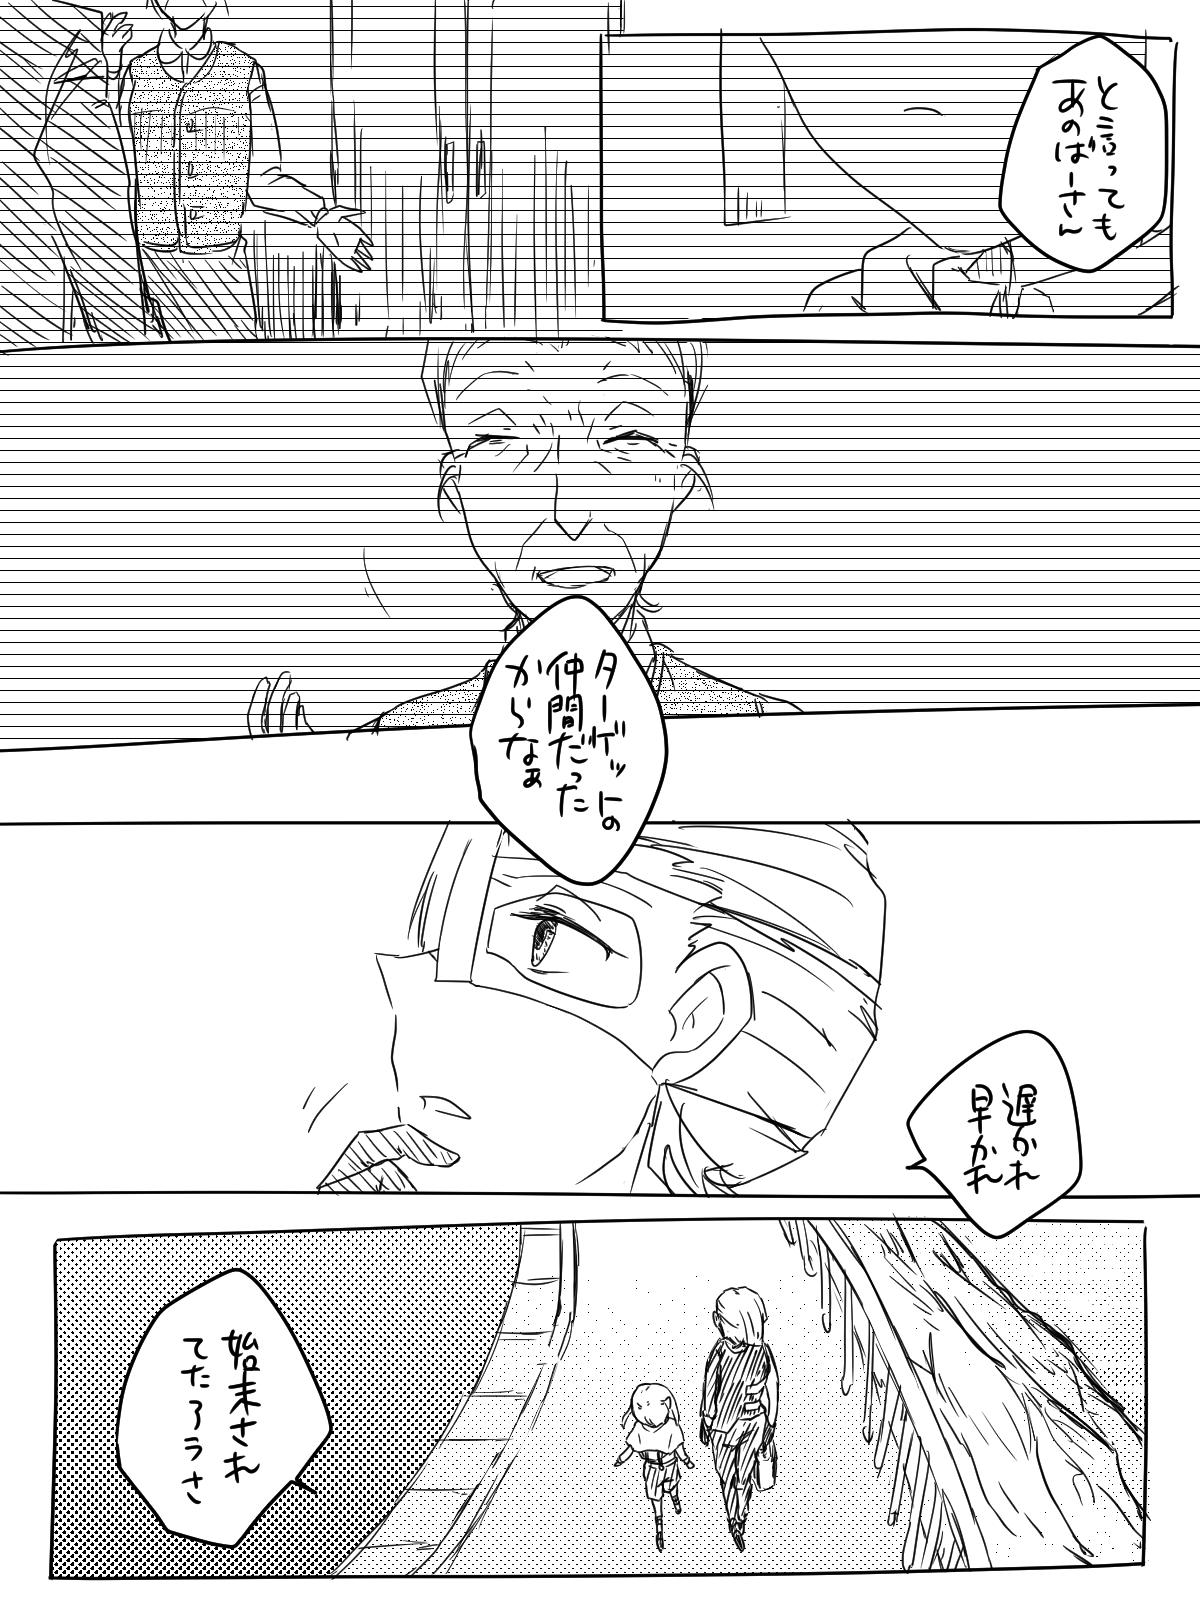 と言っても
あのばーさん
ターゲットの
仲間だった
からなぁ
遅かれ
早かれ
始末され
てたろうさ